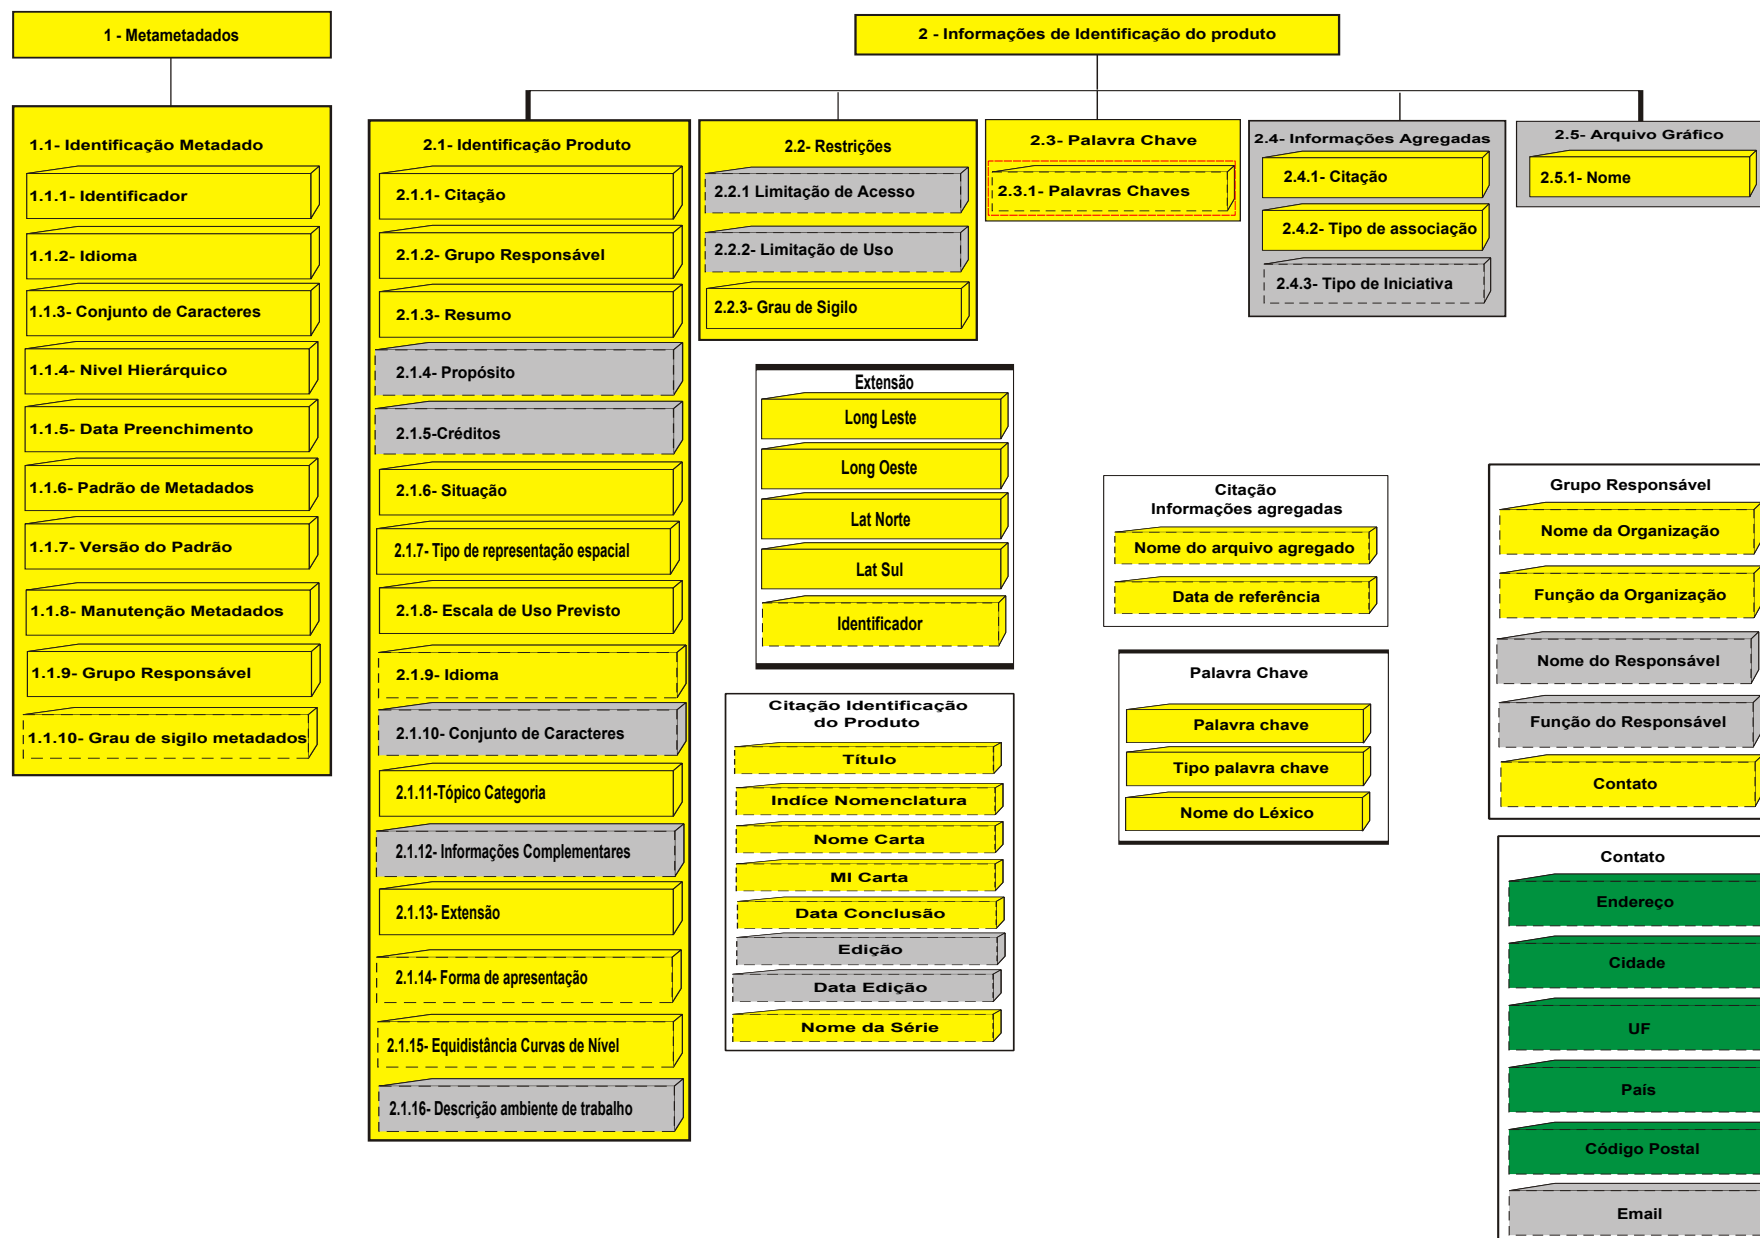 1 - Metametadados
1.1- Identificação Metadado
1.1.1- Identificador
1.1.2- Idioma
1.1.3- Conjunto de Caracteres
1.1.4- Nivel Hierárquico
1.1.5- Data Preenchimento
1.1.6- Padrão de Metadados
1.1.7- Versão do Padrão
1.1.8- Manutenção Metadados
1.1.9- Grupo Responsável
1.1.10- Grau de sigilo metadados
2 - Informações de Identificação do produto
2.1- Identificação Produto
2.1.1- Citação
2.1.2- Grupo Responsável
2.1.3- Resumo
2.1.4- Propósito
2.1.5-Créditos
2.1.6- Situação
2.1.7- Tipo de representação espacial
2.1.8- Escala de Uso Previsto
2.1.9- Idioma
2.1.10- Conjunto de Caracteres
2.1.11-Tópico Categoria
2.1.12- Informações Complementares
2.1.13- Extensão
2.1.14- Forma de apresentação
2.1.15- Equidistância Curvas de Nível
2.1.16- Descrição ambiente de trabalho
2.2- Restrições
2.2.1 Limitação de Acesso
2.2.2- Limitação de Uso
2.2.3- Grau de Sigilo
2.3- Palavra Chave
2.3.1- Palavras Chaves
2.4- Informações Agregadas
2.4.1- Citação
2.4.2- Tipo de associação
2.4.3- Tipo de Iniciativa
2.5- Arquivo Gráfico
2.5.1- Nome
Extensão
Long Leste
Long Oeste
Lat Norte
Lat Sul
Identificador
Citação Identificação
do Produto
Título
Indíce Nomenclatura
Nome Carta
MI Carta
Data Conclusão
Edição
Data Edição
Nome da Série
Citação
Informações agregadas
Nome do arquivo agregado
Data de referência
Palavra Chave
Palavra chave
Tipo palavra chave
Nome do Léxico
Grupo Responsável
Nome da Organização
Função da Organização
Nome do Responsável
Função do Responsável
Contato
Contato
Endereço
Cidade
UF
País
Código Postal
Email